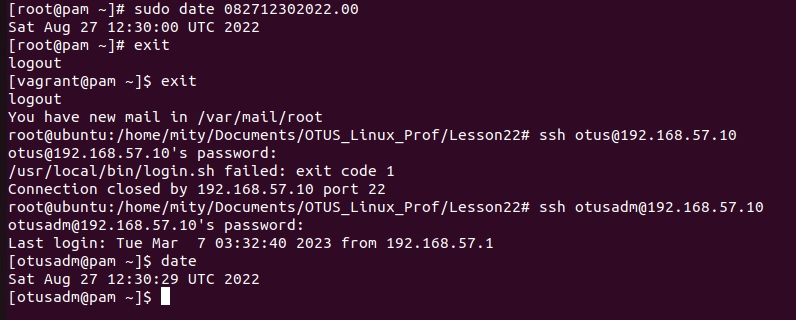 [root@pam ~]# sudo date 082712302022.00
Sat Aug 27 12:30:00 UTC 2022
[root@pam ~]# exit
logout
[vagrant@pam ~]$ exit
logout
You have new mail in /var/mail/root
root@ubuntu:/home/mity/Documents/OTUS_Linux_Prof/Lesson22# ssh otus@192.168.57.10
otus@192.168.57.10's password:
/usr/local/bin/login.sh failed: exit code 1
Connection closed by 192.168.57.10 port 22
root@ubuntu:/home/mity/Documents/OTUS_Linux_Prof/Lesson22# ssh otusadm@192.168.57.10
otusadm@192.168.57.10's password:
Last login: Tue Mar  7 03:32:40 2023 from 192.168.57.1
[otusadm@pam ~]$ date
Sat Aug 27 12:30:29 UTC 2022
[otusadm@pam ~]$